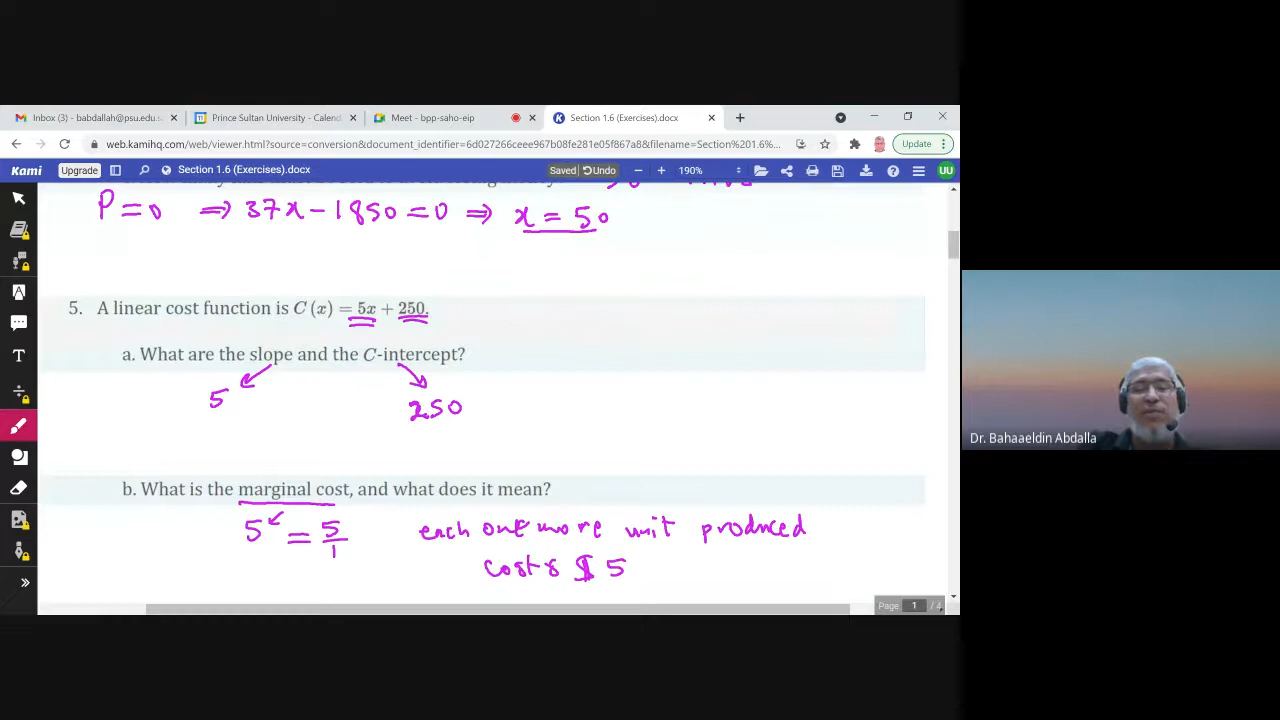 Inbox (3) - babdallah@psu.edu.s
Prince Sultan University - Calend
Meet - bpp-saho-eip
Section 1.6 (Exercises).docx
web.kamihq.com/web/viewer.html?source=conversion&document_identifier=6d027266ceee967b08fe281e05f867a8&filename=Section%201.6%...
Update
Kami
Upgrade
Section 1.6 (Exercises).docx
Saved Undo
190%
UU
P = 0 ⇒ 37x - 1850 = 0 ⇒ x = 50
5. A linear cost function is C (x) = 5x + 250.
a. What are the slope and the C-intercept?
5 250
b. What is the marginal cost, and what does it mean?
5 = 5/1 each one more unit produced
costs $ 5
Page 1 / 4
Dr. Bahaaeldin Abdalla